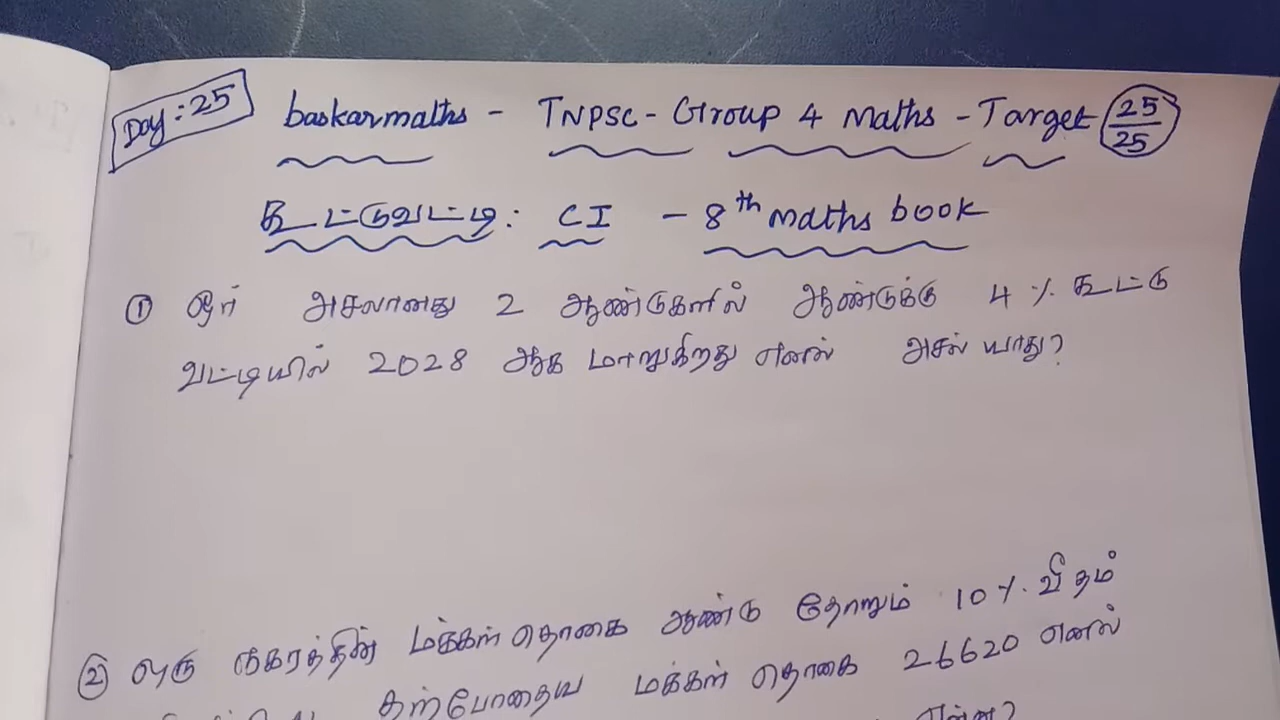 Day: 25
baskarmaths - TNPSC - Group 4 Maths - Target 25/25
கூட்டுவட்டி: CI - 8th maths book
① ஓர் அசலானது 2 ஆண்டுகளில் ஆண்டுக்கு 4 % கூட்டு
வட்டியில் 2028 ஆக மாறுகிறது எனில் அசல் யாது?
② ஒரு நகரத்தின் மக்கள் தொகை ஆண்டு தோறும் 10 % வீதம்
தற்போதைய மக்கள் தொகை 26620 எனில்
என்ன?